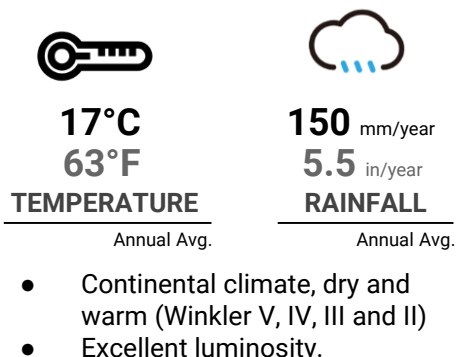 17°C 150 mm/year
63°F 5.5 in/year
TEMPERATURE RAINFALL
Annual Avg. Annual Avg.
● Continental climate, dry and
warm (Winkler V, IV, III and II)
● Excellent luminosity.